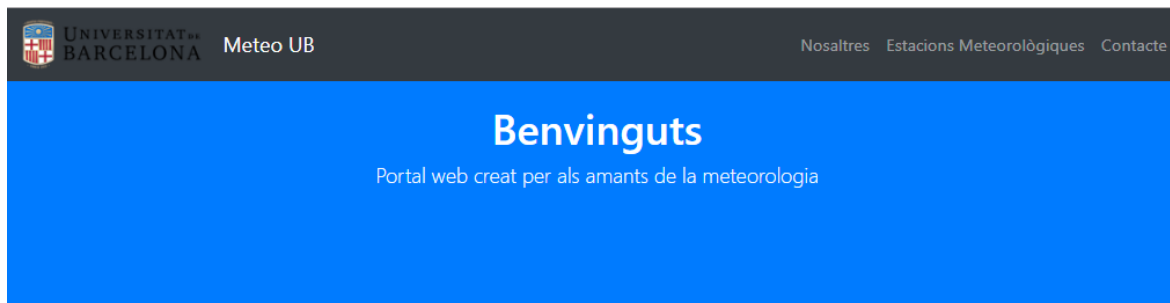 UNIVERSITAT DE
BARCELONA
Meteo UB
Nosaltres Estacions Meteorològiques Contacte
Benvinguts
Portal web creat per als amants de la meteorologia